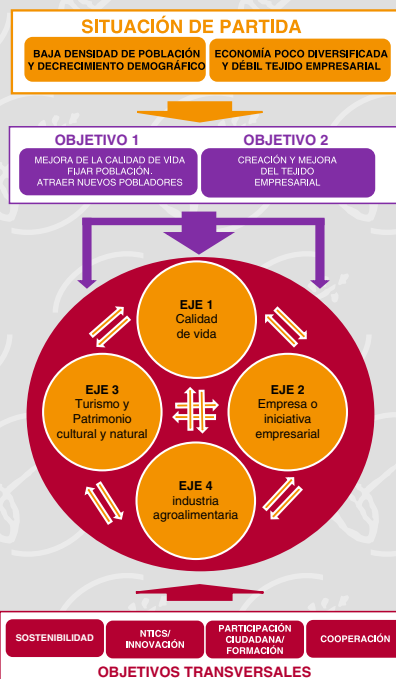 SITUACIÓN DE PARTIDA
BAJA DENSIDAD DE POBLACIÓN
Y DECRECIMIENTO DEMOGRÁFICO
ECONOMÍA POCO DIVERSIFICADA
Y DÉBIL TEJIDO EMPRESARIAL
OBJETIVO 1
MEJORA DE LA CALIDAD DE VIDA
FIJAR POBLACIÓN.
ATRAER NUEVOS POBLADORES
OBJETIVO 2
CREACIÓN Y MEJORA
DEL TEJIDO
EMPRESARIAL
EJE 1
Calidad
de vida
EJE 3
Turismo y
Patrimonio
cultural y natural
EJE 2
Empresa o
iniciativa
empresarial
EJE 4
industria
agroalimentaria
SOSTENIBILIDAD
NTICS/
INNOVACIÓN
PARTICIPACIÓN
CIUDADANA/
FORMACIÓN
COOPERACIÓN
OBJETIVOS TRANSVERSALES